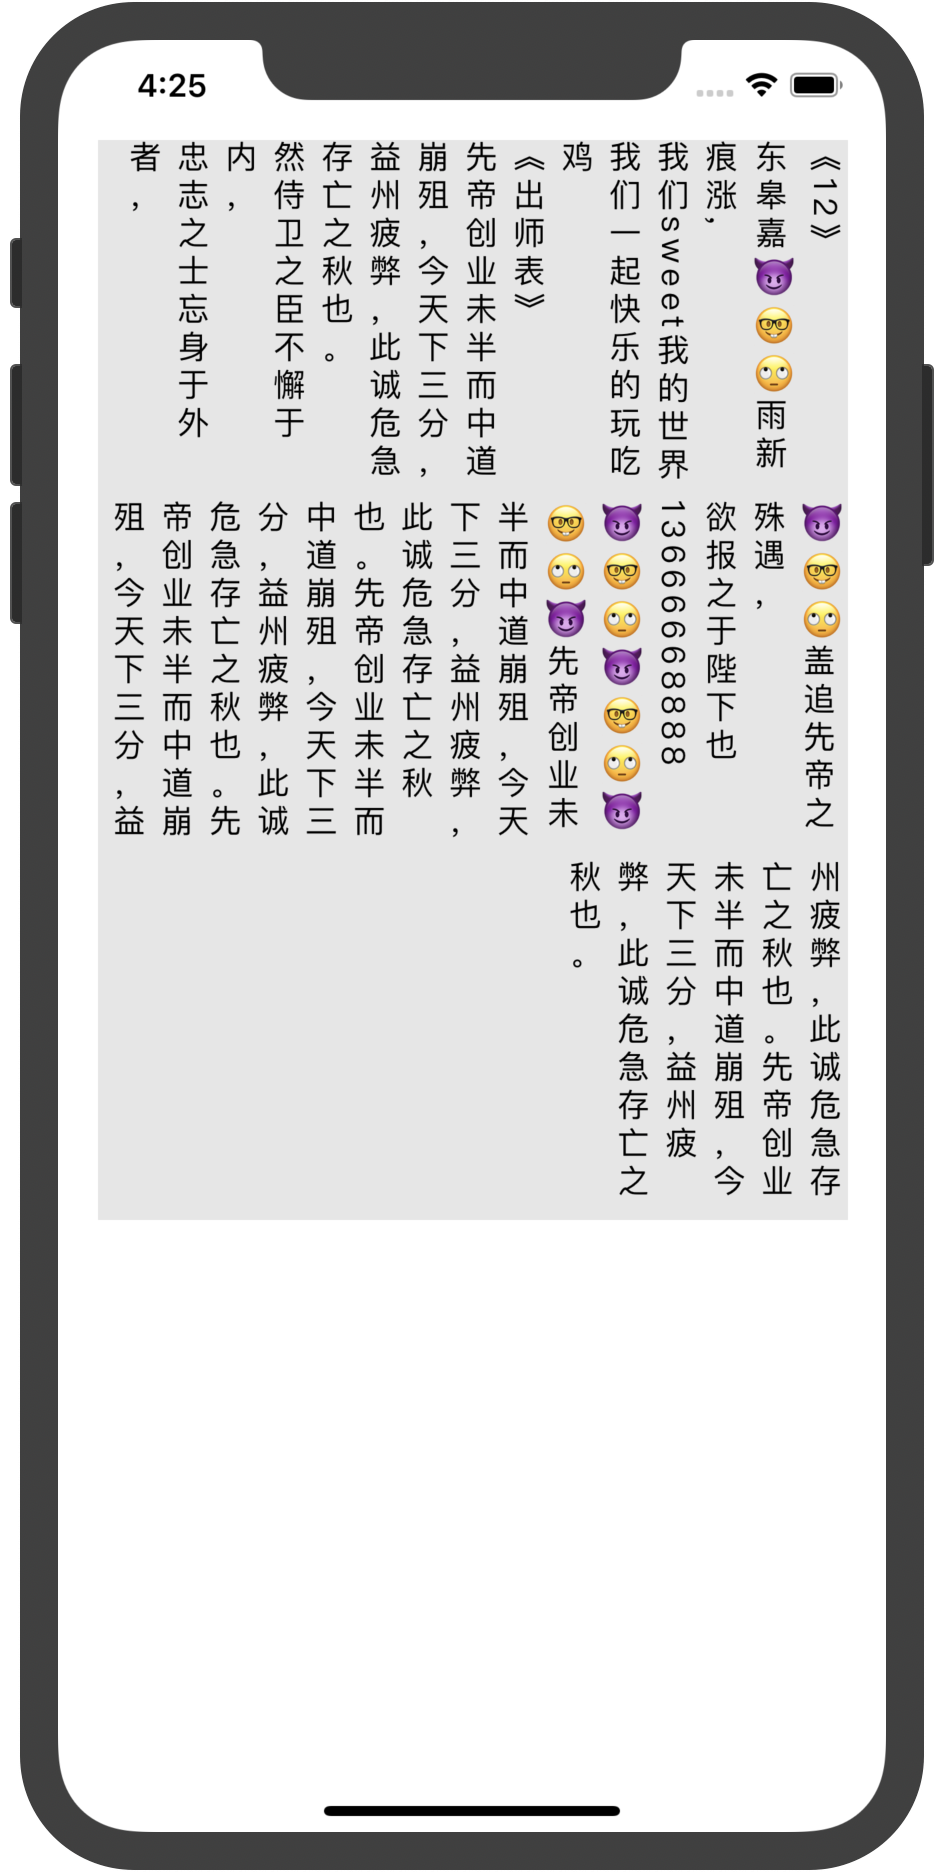 4:25
《12》
东皋嘉😈🤓🙄雨新
痕涨,
我们sweet我的世界
我们一起快乐的玩吃
鸡
《出师表》
先帝创业未半而中道
崩殂，今天下三分，
益州疲弊，此诚危急
存亡之秋也。
然侍卫之臣不懈于
内，
忠志之士忘身于外
者，
😈🤓🙄盖追先帝之
殊遇，
欲报之于陛下也
13666668888
😈🤓🙄😈🤓🙄😈
🤓🙄😈先帝创业未
半而中道崩殂，今天
下三分，益州疲弊，
此诚危急存亡之秋
也。先帝创业未半而
中道崩殂，今天下三
分，益州疲弊，此诚
危急存亡之秋也。先
帝创业未半而中道崩
殂，今天下三分，益
州疲弊，此诚危急存
亡之秋也。先帝创业
未半而中道崩殂，今
天下三分，益州疲
弊，此诚危急存亡之
秋也。